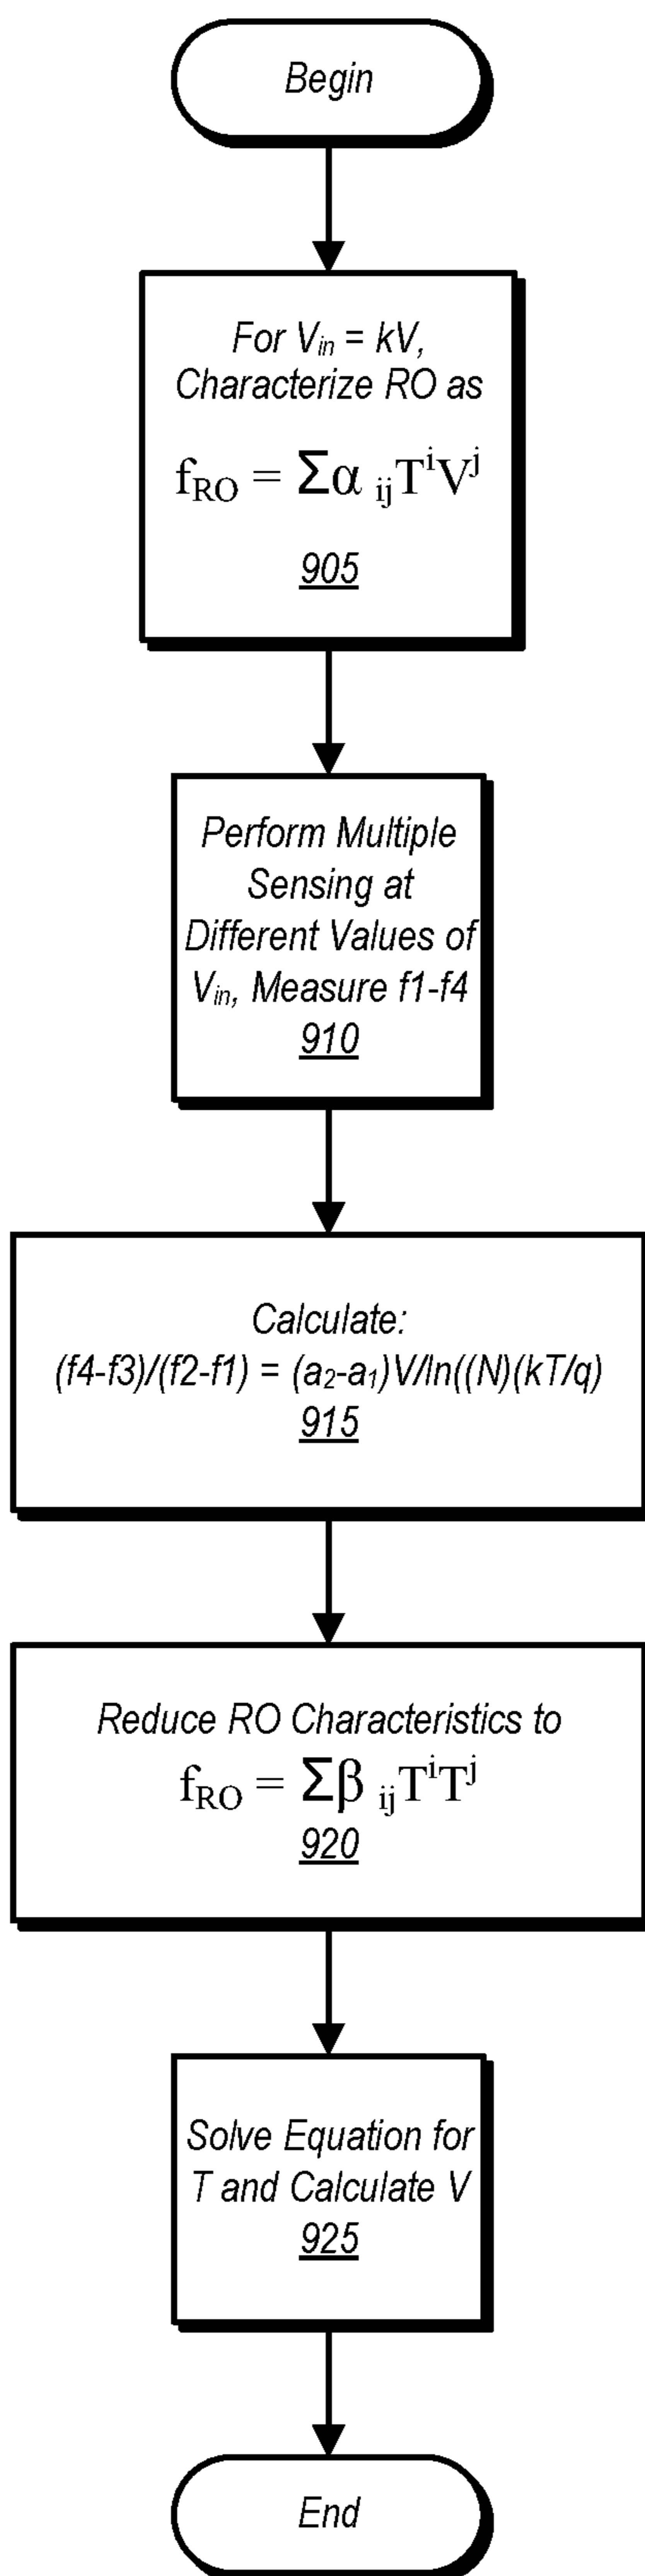 Begin
For V_in = kV,
Characterize RO as
f_RO = Σα_ij T^i V^j
905
Perform Multiple
Sensing at
Different Values of
V_in, Measure f1-f4
910
Calculate:
(f4-f3)/(f2-f1) = (a₂-a₁)V/ln((N)(kT/q)
915
Reduce RO Characteristics to
f_RO = Σβ_ij T^i T^j
920
Solve Equation for
T and Calculate V
925
End